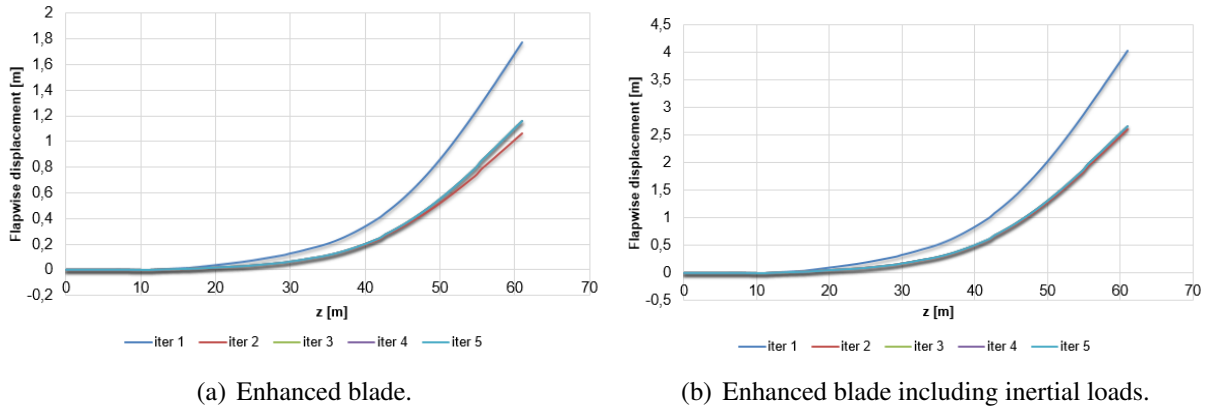 2
1,8
1,6
1,4
1,2
1
0,8
0,6
0,4
0,2
0
-0,2
Flapwise displacement [m]
0 10 20 30 40 50 60 70
z [m]
iter 1 iter 2 iter 3 iter 4 iter 5
(a) Enhanced blade.
4,5
4
3,5
3
2,5
2
1,5
1
0,5
0
-0,5
Flapwise displacement [m]
0 10 20 30 40 50 60 70
z [m]
iter 1 iter 2 iter 3 iter 4 iter 5
(b) Enhanced blade including inertial loads.